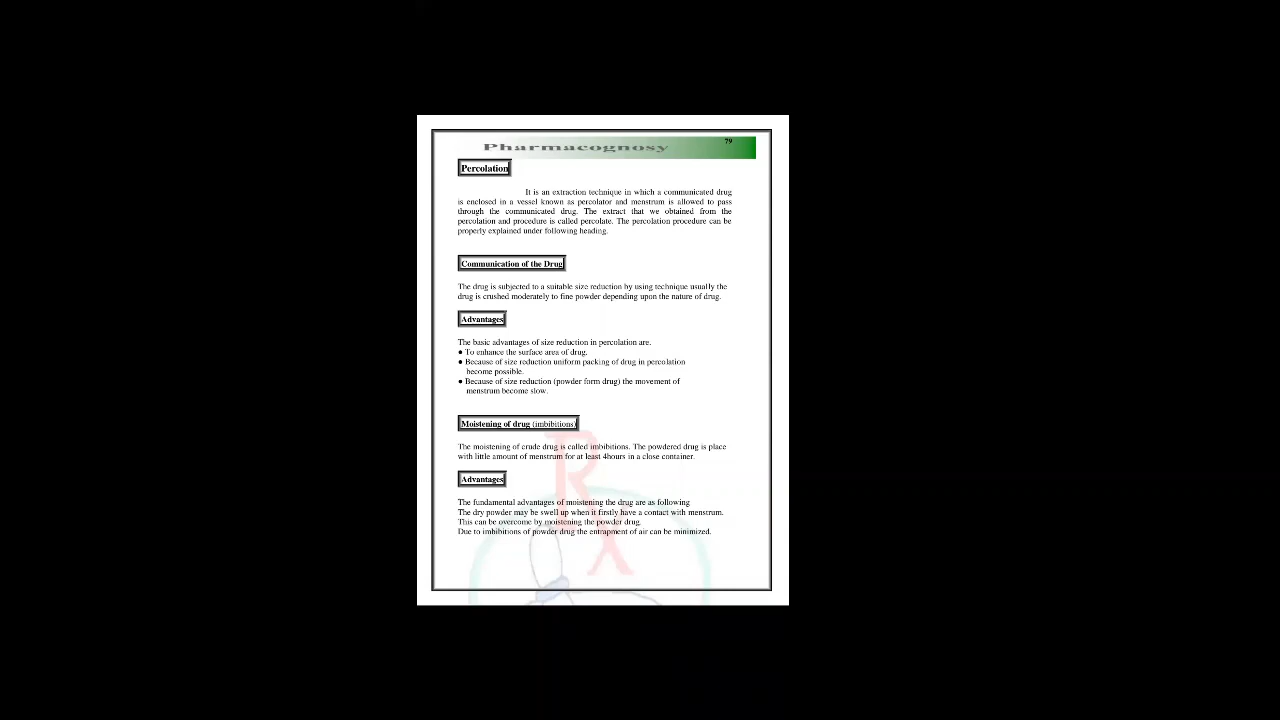 Pharmacognosy 79
Percolation
It is an extraction technique in which a communicated drug
is enclosed in a vessel known as percolator and menstrum is allowed to pass
through the communicated drug. The extract that we obtained from the
percolation and procedure is called percolate. The percolation procedure can be
properly explained under following heading.
Communication of the Drug
The drug is subjected to a suitable size reduction by using technique usually the
drug is crushed moderately to fine powder depending upon the nature of drug.
Advantages
The basic advantages of size reduction in percolation are.
● To enhance the surface area of drug.
● Because of size reduction uniform packing of drug in percolation
become possible.
● Because of size reduction (powder form drug) the movement of
menstrum become slow.
Moistening of drug (imbibitions)
The moistening of crude drug is called imbibitions. The powdered drug is place
with little amount of menstrum for at least 4hours in a close container.
Advantages
The fundamental advantages of moistening the drug are as following
The dry powder may be swell up when it firstly have a contact with menstrum.
This can be overcome by moistening the powder drug.
Due to imbibitions of powder drug the entrapment of air can be minimized.
Rx